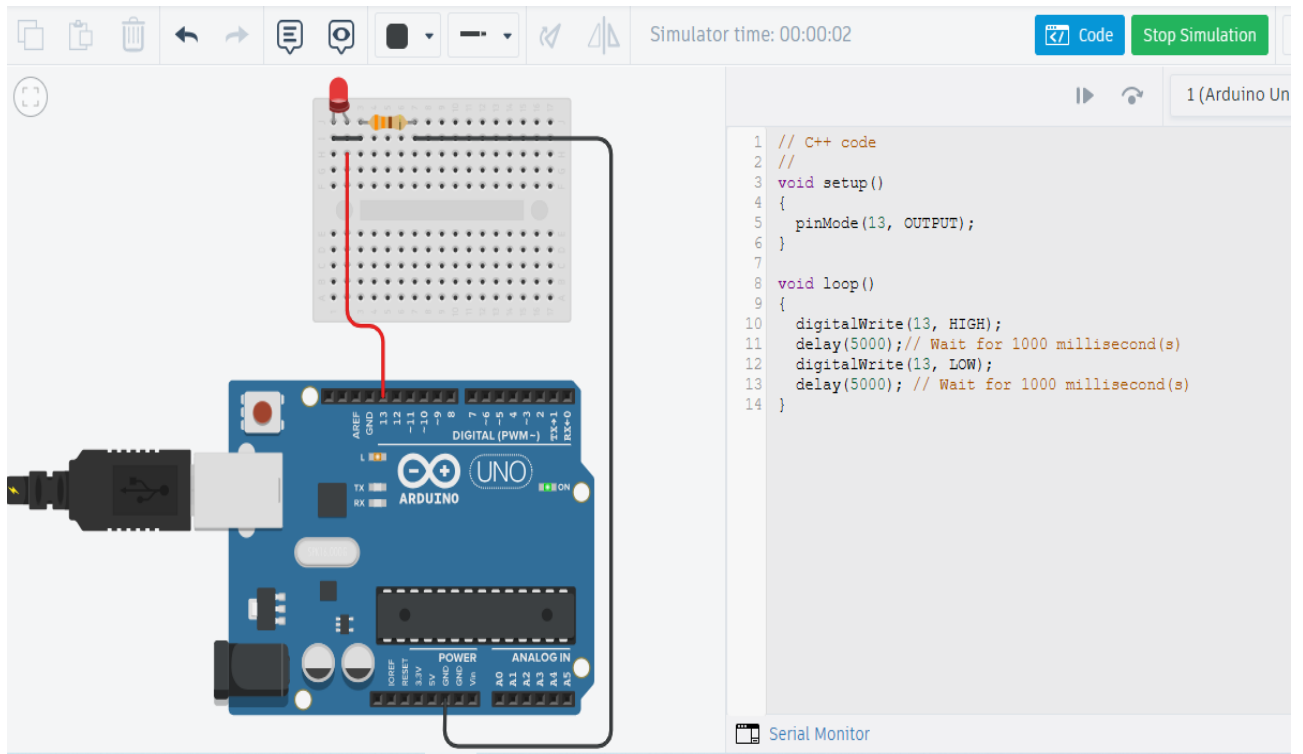 Simulator time: 00:00:02
Code
Stop Simulation
1 (Arduino Un
1 // C++ code
2 //
3 void setup()
4 {
5 pinMode(13, OUTPUT);
6 }
7
8 void loop()
9 {
10 digitalWrite(13, HIGH);
11 delay(5000);// Wait for 1000 millisecond(s)
12 digitalWrite(13, LOW);
13 delay(5000); // Wait for 1000 millisecond(s)
14 }
AREF
GND
13
12
~11
~10
~9
8
7
~6
~5
4
~3
2
TX→1
RX←0
DIGITAL (PWM~)
L
TX
RX
ARDUINO
UNO
ON
POWER
ANALOG IN
IOREF
RESET
3.3V
5V
GND
GND
Vin
A0
A1
A2
A3
A4
A5
Serial Monitor